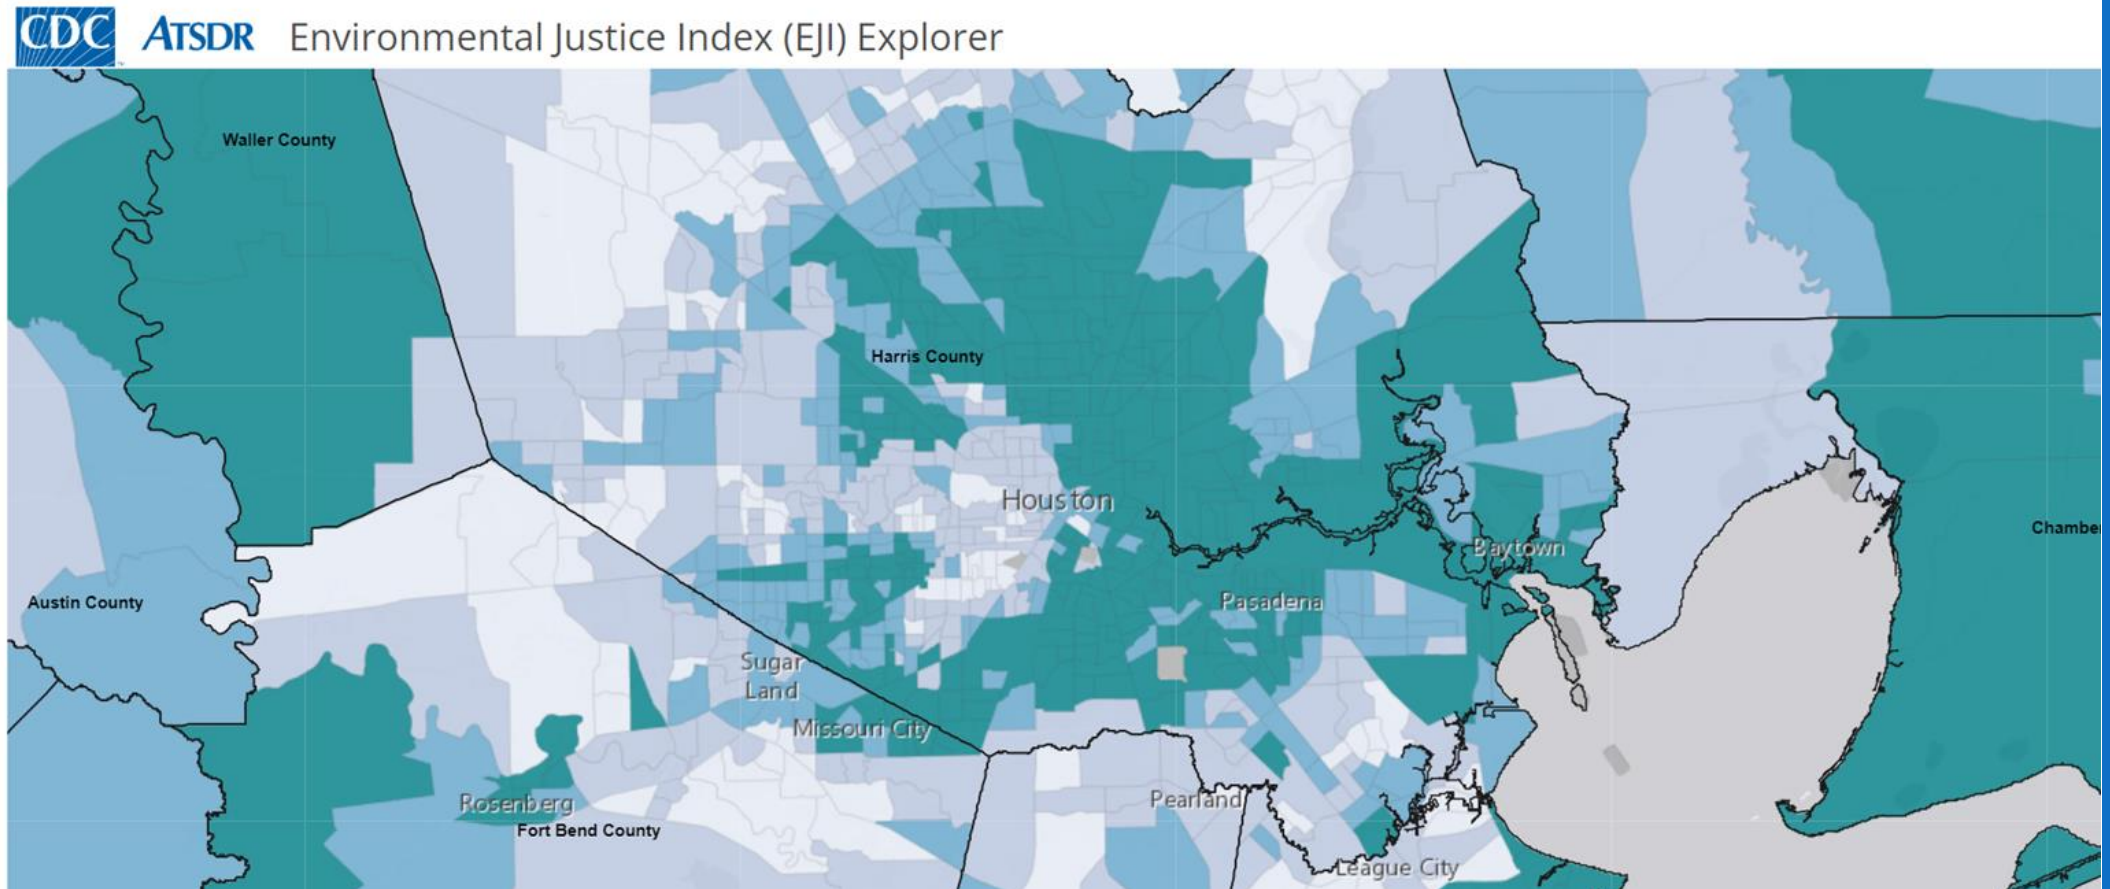 CDC ATSDR Environmental Justice Index (EJI) Explorer
Waller County
Harris County
Houston
Chamber
Baytown
Austin County
Pasadena
Sugar
Land
Missouri City
Rosenberg
Pearland
Fort Bend County
League City